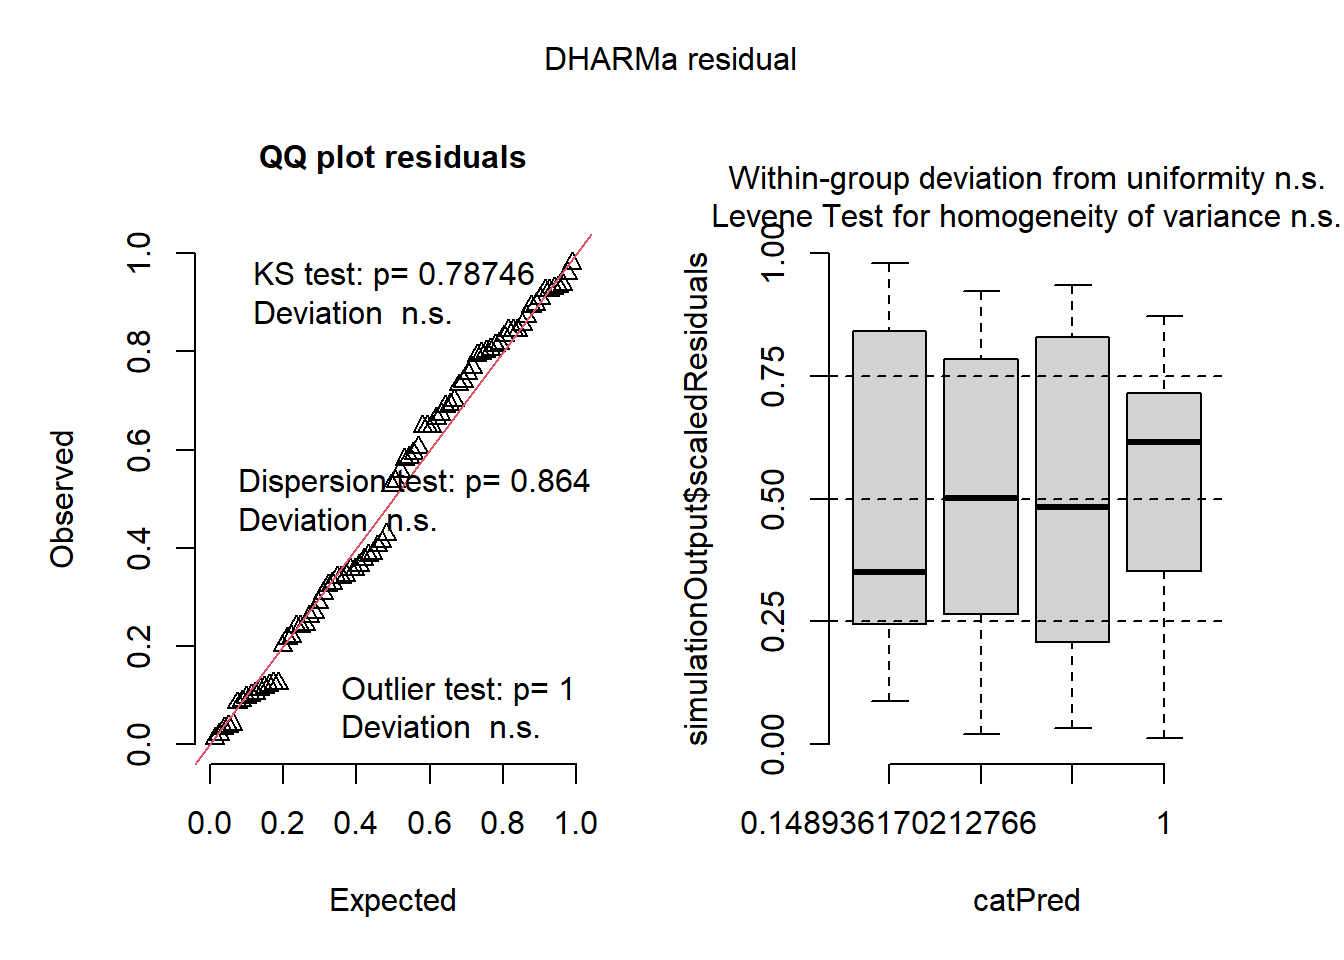 DHARMa residual
QQ plot residuals
KS test: p= 0.78746
Deviation  n.s.
Dispersion test: p= 0.864
Deviation  n.s.
Outlier test: p= 1
Deviation  n.s.
Observed
0.0 0.2 0.4 0.6 0.8 1.0
0.0 0.2 0.4 0.6 0.8 1.0
Expected
Within-group deviation from uniformity n.s.
Levene Test for homogeneity of variance n.s.
simulationOutput$scaledResiduals
0.00 0.25 0.50 0.75 1.00
0.148936170212766 1
catPred